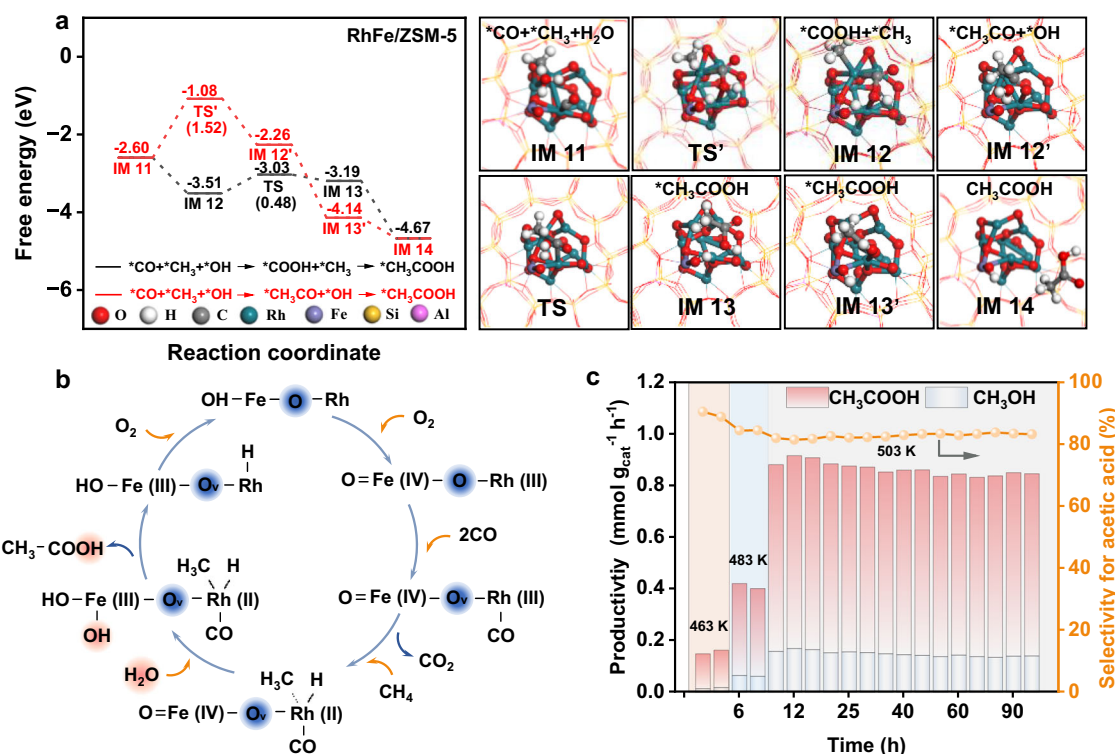 a
RhFe/ZSM-5
Free energy (eV)
0
−2
−4
−6
-1.08
TS'
(1.52)
-2.60
IM 11
-2.26
IM 12'
-3.03
TS
(0.48)
-3.51
IM 12
-3.19
IM 13
-4.14
IM 13'
-4.67
IM 14
*CO+*CH3+*OH → *COOH+*CH3 → *CH3COOH
*CO+*CH3+*OH → *CH3CO+*OH → *CH3COOH
O H C Rh Fe Si Al
Reaction coordinate
*CO+*CH3+H2O
IM 11
TS’
*COOH+*CH3
IM 12
*CH3CO+*OH
IM 12'
TS
*CH3COOH
IM 13
*CH3COOH
IM 13'
CH3COOH
IM 14
b
OH-Fe-O-Rh
O2
O=Fe (IV)-O-Rh (III)
2CO
O=Fe (IV)-Ov-Rh (III)
CO
CO2
CH4
H3C H
O=Fe (IV)-Ov-Rh (II)
CO
H2O
H3C H
HO-Fe (III)-Ov-Rh (II)
OH CO
CH3-COOH
H
HO-Fe (III)-Ov-Rh
O2
c
Productivtiy (mmol gcat-1 h-1)
1.2
1.0
0.8
0.6
0.4
0.2
0.0
CH3COOH CH3OH
463 K
483 K
503 K
6 12 25 40 60 90
Time (h)
100
80
60
40
20
0
Selectivity for acetic acid (%)